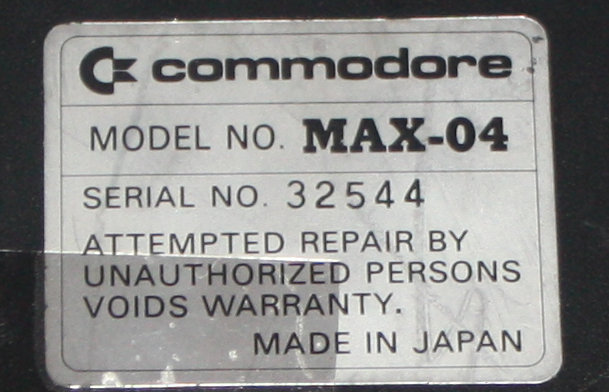 commodore
MODEL NO. MAX-04
SERIAL NO. 32544
ATTEMPTED REPAIR BY
UNAUTHORIZED PERSONS
VOIDS WARRANTY.
MADE IN JAPAN